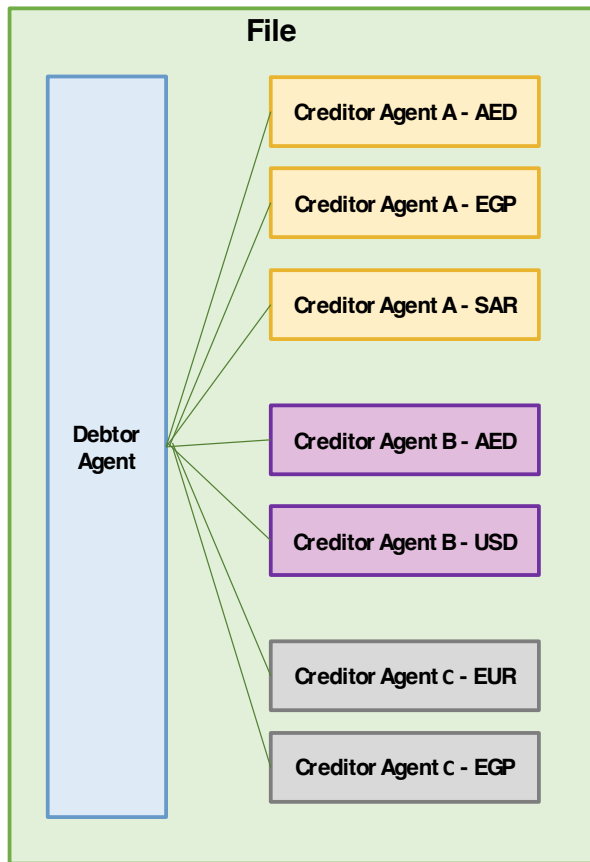 File
Creditor Agent A - AED
Creditor Agent A - EGP
Creditor Agent A - SAR
Debtor
Agent
Creditor Agent B - AED
Creditor Agent B - USD
Creditor Agent C - EUR
Creditor Agent C - EGP